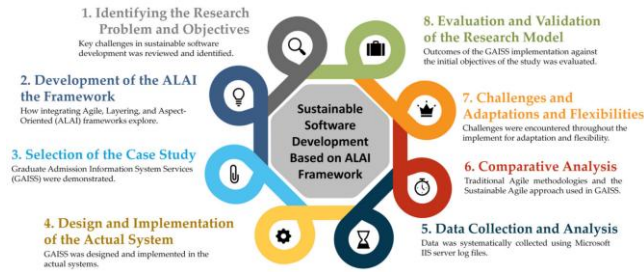 1. Identifying the Research
Problem and Objectives
Key challenges in sustainable software
development was reviewed and identified.
2. Development of the ALAI
the Framework
How integrating Agile, Layering, and Aspect-
Oriented (ALAI) frameworks explore.
3. Selection of the Case Study
Graduate Admission Information System Services
(GAISS) were demonstrated.
4. Design and Implementation
of the Actual System
GAISS was designed and implemented in the
actual systems.
Sustainable
Software
Development
Based on ALAI
Framework
8. Evaluation and Validation
of the Research Model
Outcomes of the GAISS implementation against
the initial objectives of the study was evaluated.
7. Challenges and
Adaptations and Flexibilities
Challenges were encountered throughout the
implement for adaptation and flexibility.
6. Comparative Analysis
Traditional Agile methodologies and the
Sustainable Agile approach used in GAISS.
5. Data Collection and Analysis
Data was systematically collected using Microsoft
IIS server log files.